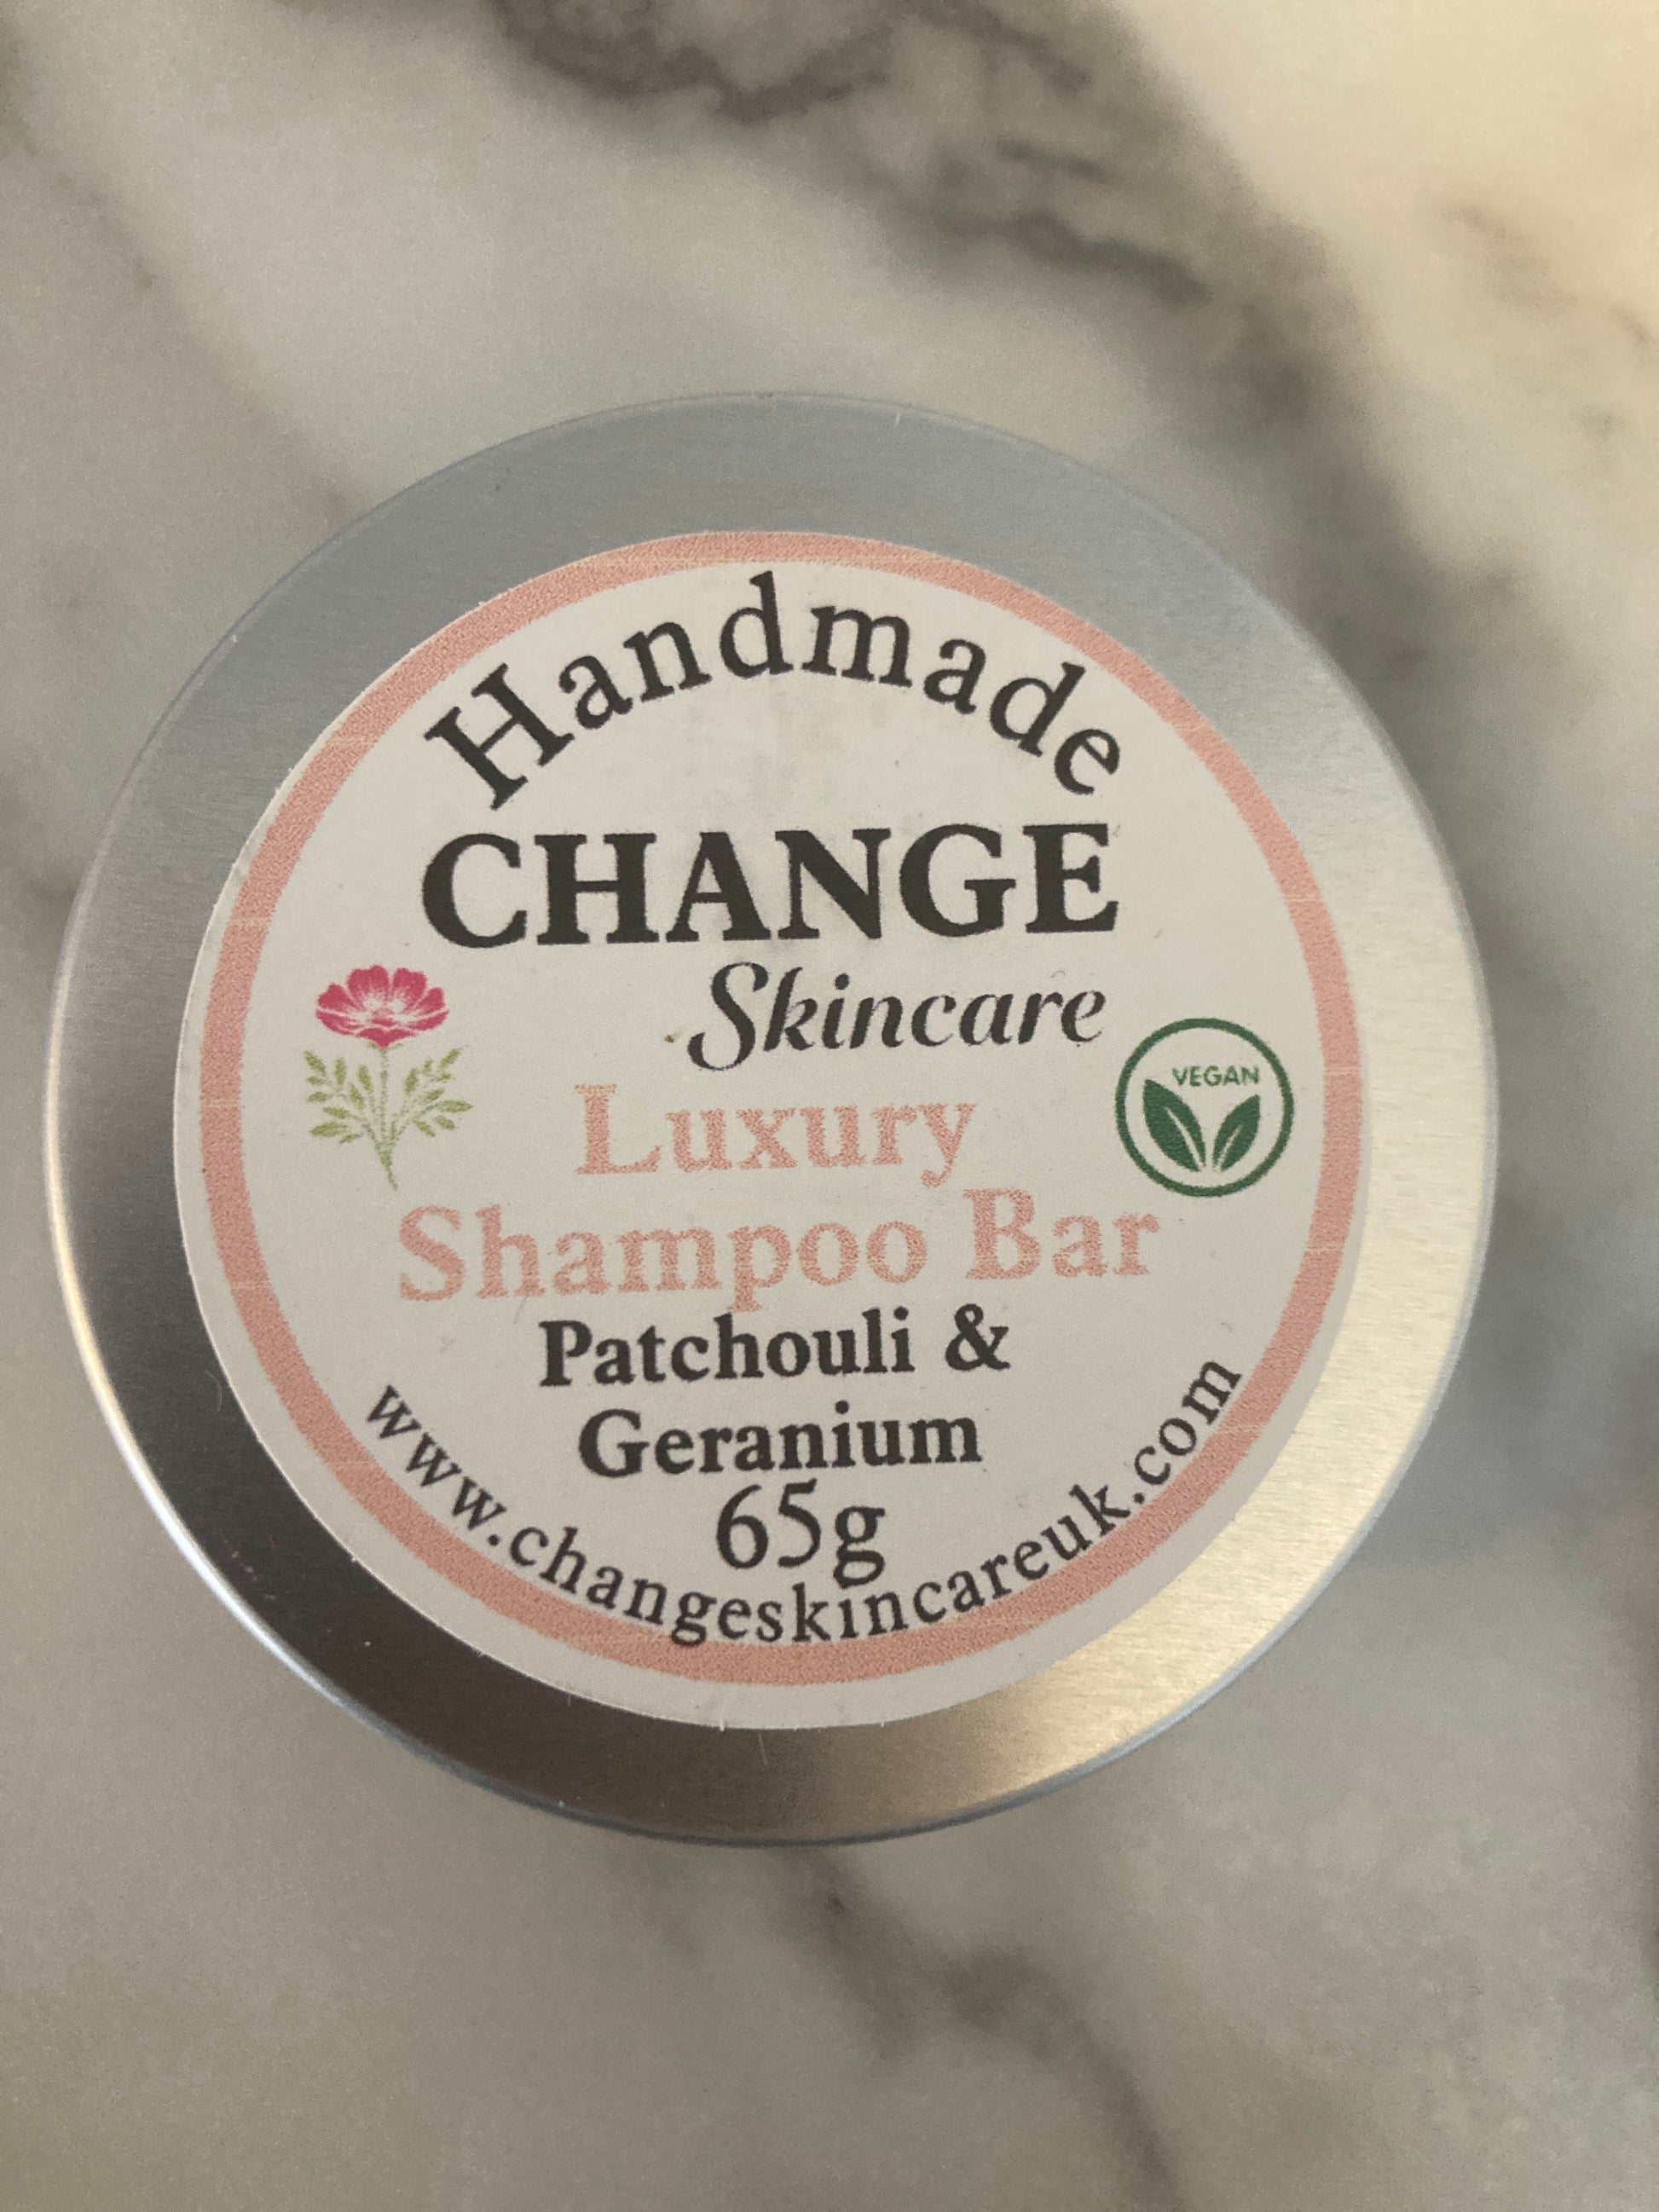 Handmade
CHANGE
Skincare
VEGAN
Luxury
Shampoo Bar
Patchouli &
Geranium
65g
www.changeskincareuk.com